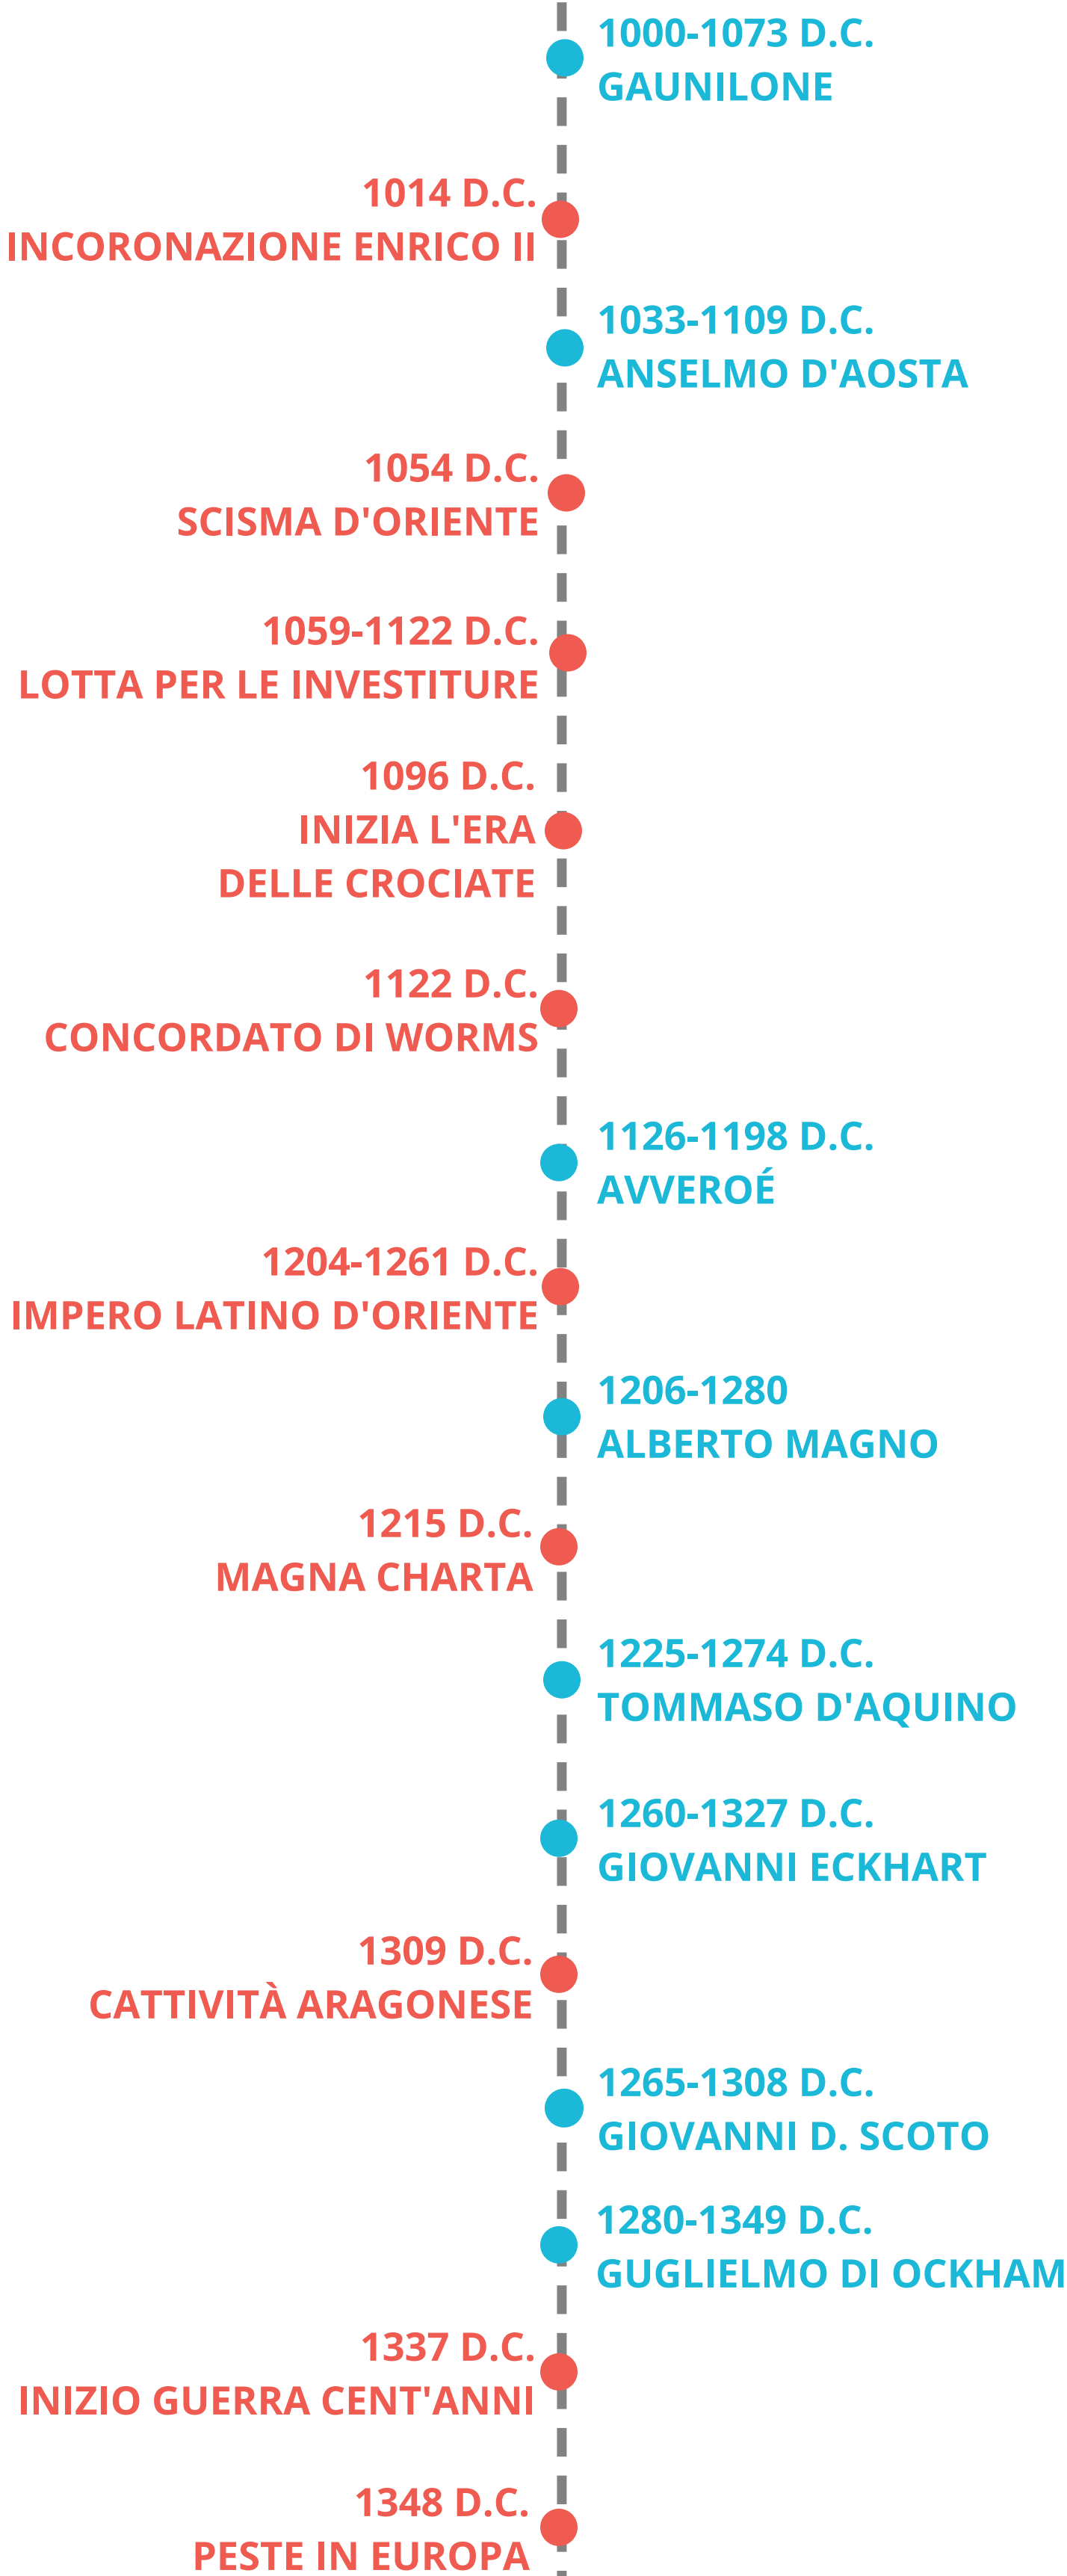 1000-1073 D.C.
GAUNILONE
1014 D.C.
INCORONAZIONE ENRICO II
1033-1109 D.C.
ANSELMO D'AOSTA
1054 D.C.
SCISMA D'ORIENTE
1059-1122 D.C.
LOTTA PER LE INVESTITURE
1096 D.C.
INIZIA L'ERA
DELLE CROCIATE
1122 D.C.
CONCORDATO DI WORMS
1126-1198 D.C.
AVVEROÉ
1204-1261 D.C.
IMPERO LATINO D'ORIENTE
1206-1280
ALBERTO MAGNO
1215 D.C.
MAGNA CHARTA
1225-1274 D.C.
TOMMASO D'AQUINO
1260-1327 D.C.
GIOVANNI ECKHART
1309 D.C.
CATTIVITÀ ARAGONESE
1265-1308 D.C.
GIOVANNI D. SCOTO
1280-1349 D.C.
GUGLIELMO DI OCKHAM
1337 D.C.
INIZIO GUERRA CENT'ANNI
1348 D.C.
PESTE IN EUROPA